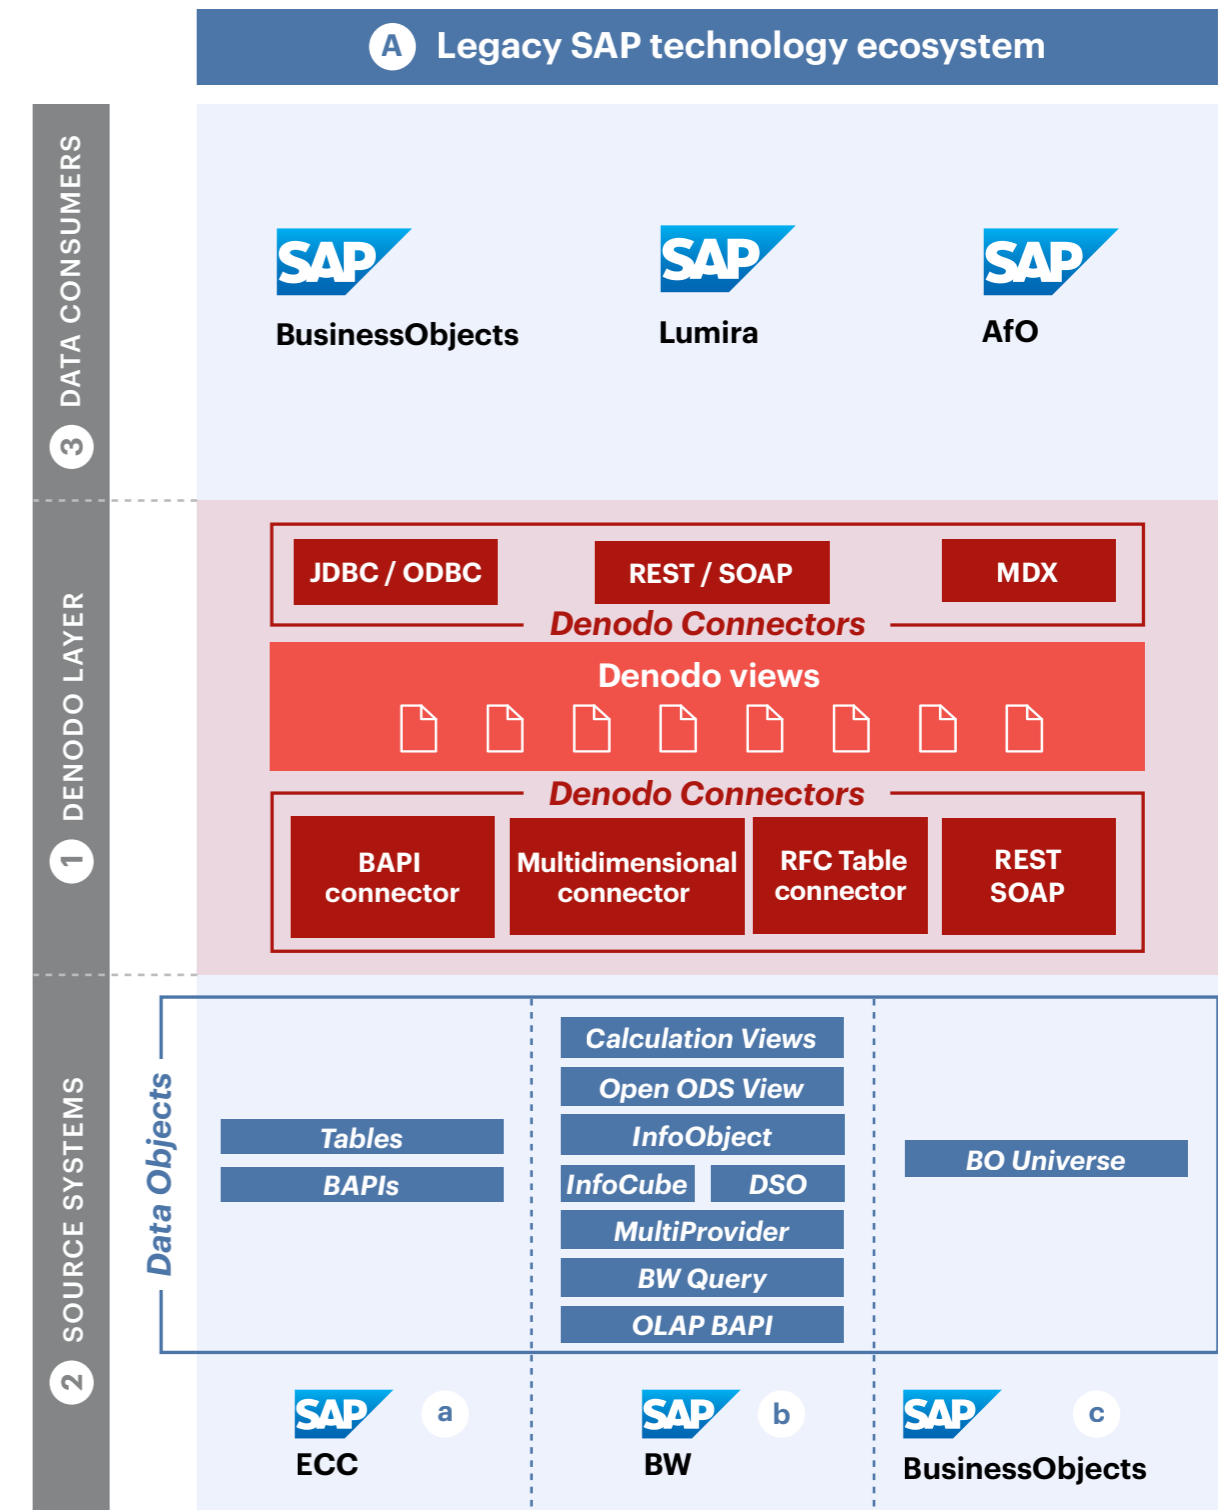 A Legacy SAP technology ecosystem
3 DATA CONSUMERS
SAP
BusinessObjects
SAP
Lumira
SAP
AfO
1 DENODO LAYER
JDBC / ODBC
REST / SOAP
MDX
Denodo Connectors
Denodo views
Denodo Connectors
BAPI
connector
Multidimensional
connector
RFC Table
connector
REST
SOAP
2 SOURCE SYSTEMS
Data Objects
Tables
BAPIs
Calculation Views
Open ODS View
InfoObject
InfoCube
DSO
MultiProvider
BW Query
OLAP BAPI
BO Universe
SAP
a
ECC
SAP
b
BW
SAP
c
BusinessObjects